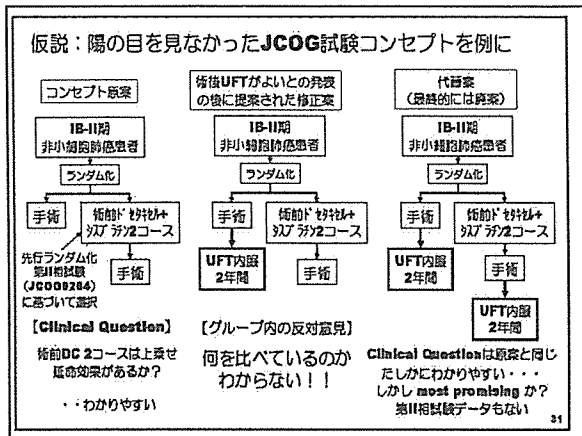 仮説：陽の目を見なかったJCOG試験コンセプトを例に
コンセプト原案
IB-II期
非小細胞肺癌患者
ランダム化
手術
術前ﾄﾞｾﾀｷｾﾙ+
ｼｽﾌﾟﾗﾁﾝ2コース
先行ランダム化
第II相試験
(JCOG9204)
に基づいて選択
手術
【Clinical Question】
術前DC 2コースは上乗せ
延命効果があるか？
・・わかりやすい
術後UFTがよいとの発表
の後に提案された修正案
IB-II期
非小細胞肺癌患者
ランダム化
手術
術前ﾄﾞｾﾀｷｾﾙ+
ｼｽﾌﾟﾗﾁﾝ2コース
UFT内服
2年間
手術
【グループ内の反対意見】
何を比べているのか
わからない！！
代替案
（最終的には廃案）
IB-II期
非小細胞肺癌患者
ランダム化
手術
術前ﾄﾞｾﾀｷｾﾙ+
ｼｽﾌﾟﾗﾁﾝ2コース
UFT内服
2年間
手術
UFT内服
2年間
Clinical Questionは原案と同じ
たしかにわかりやすい・・・
しかし most promising か？
第II相試験データもない
31